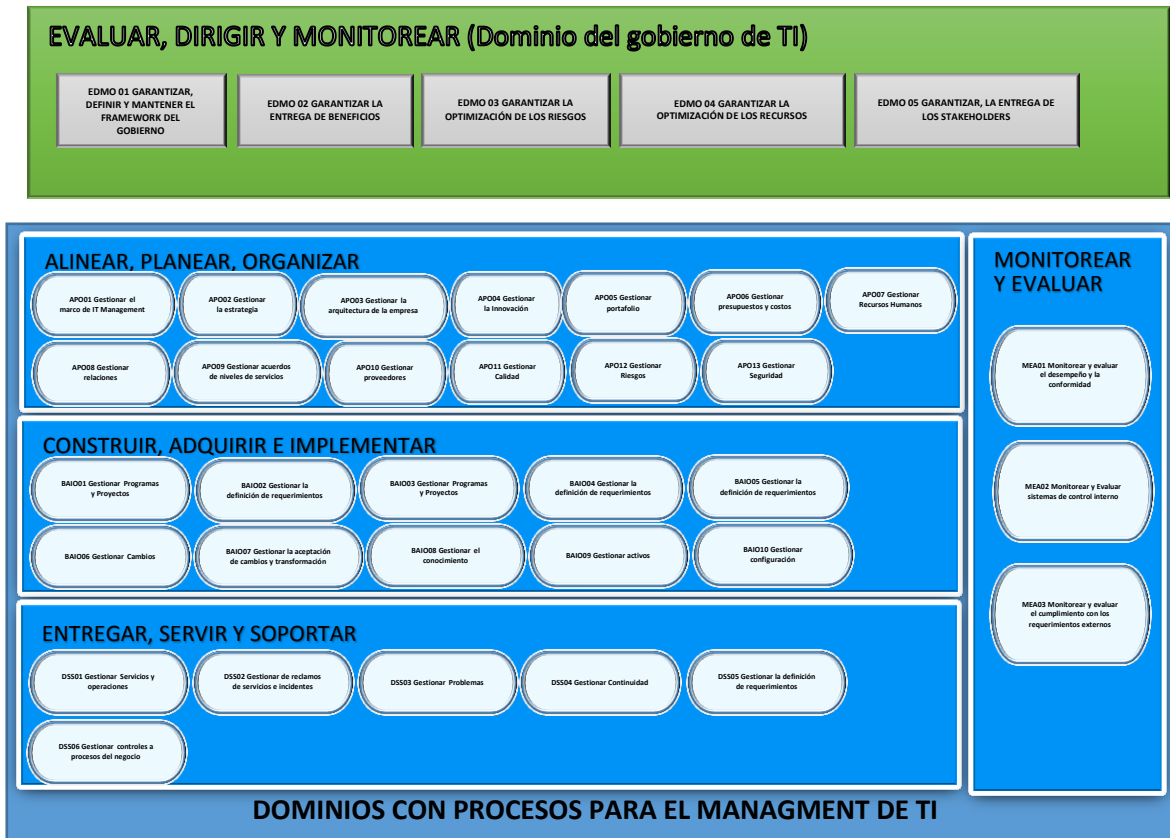 EVALUAR, DIRIGIR Y MONITOREAR (Dominio del gobierno de TI)
EDMO 01 GARANTIZAR,
DEFINIR Y MANTENER EL
FRAMEWORK DEL
GOBIERNO
EDMO 02 GARANTIZAR LA
ENTREGA DE BENEFICIOS
EDMO 03 GARANTIZAR LA
OPTIMIZACIÓN DE LOS RIESGOS
EDMO 04 GARANTIZAR LA
OPTIMIZACIÓN DE LOS RECURSOS
EDMO 05 GARANTIZAR, LA ENTREGA DE
LOS STAKEHOLDERS
ALINEAR, PLANEAR, ORGANIZAR
APO01 Gestionar el
marco de IT Management
APO02 Gestionar
la estrategia
APO03 Gestionar la
arquitectura de la empresa
APO04 Gestionar
la Innovación
APO05 Gestionar
portafolio
APO06 Gestionar
presupuestos y costos
APO07 Gestionar
Recursos Humanos
APO08 Gestionar
relaciones
APO09 Gestionar acuerdos
de niveles de servicios
APO10 Gestionar
proveedores
APO11 Gestionar
Calidad
APO12 Gestionar
Riesgos
APO13 Gestionar
Seguridad
CONSTRUIR, ADQUIRIR E IMPLEMENTAR
BAIO01 Gestionar Programas
y Proyectos
BAIO02 Gestionar la
definición de requerimientos
BAIO03 Gestionar Programas
y Proyectos
BAIO04 Gestionar la
definición de requerimientos
BAIO05 Gestionar la
definición de requerimientos
BAIO06 Gestionar Cambios
BAIO07 Gestionar la aceptación
de cambios y transformación
BAIO08 Gestionar el
conocimiento
BAIO09 Gestionar activos
BAIO10 Gestionar
configuración
ENTREGAR, SERVIR Y SOPORTAR
DSS01 Gestionar Servicios y
operaciones
DSS02 Gestionar de reclamos
de servicios e incidentes
DSS03 Gestionar Problemas
DSS04 Gestionar Continuidad
DSS05 Gestionar la definición
de requerimientos
DSS06 Gestionar controles a
procesos del negocio
MONITOREAR
Y EVALUAR
MEA01 Monitorear y evaluar
el desempeño y la
conformidad
MEA02 Monitorear y Evaluar
sistemas de control interno
MEA03 Monitorear y evaluar
el cumplimiento con los
requerimientos externos
DOMINIOS CON PROCESOS PARA EL MANAGMENT DE TI